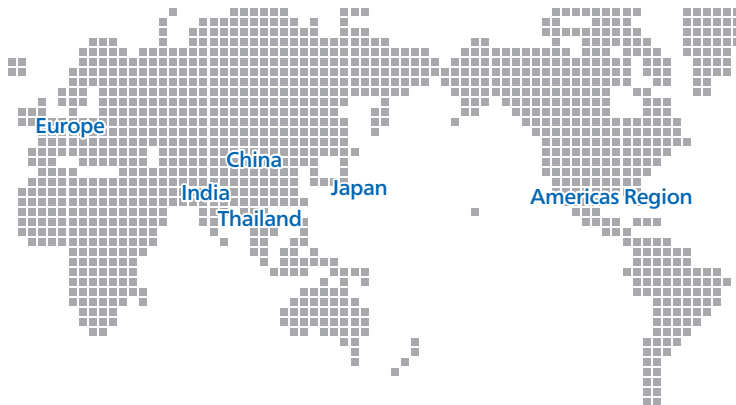 Europe
China
India
Japan
Americas Region
Thailand